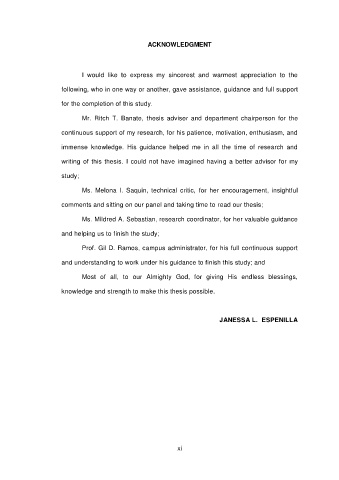 ACKNOWLEDGMENT
I would like to express my sincerest and warmest appreciation to the
following, who in one way or another, gave assistance, guidance and full support
for the completion of this study.
Mr. Ritch T. Banate, thesis adviser and department chairperson for the
continuous support of my research, for his patience, motivation, enthusiasm, and
immense knowledge. His guidance helped me in all the time of research and
writing of this thesis. I could not have imagined having a better advisor for my
study;
Ms. Melona I. Saquin, technical critic, for her encouragement, insightful
comments and sitting on our panel and taking time to read our thesis;
Ms. Mildred A. Sebastian, research coordinator, for her valuable guidance
and helping us to finish the study;
Prof. Gil D. Ramos, campus administrator, for his full continuous support
and understanding to work under his guidance to finish this study; and
Most of all, to our Almighty God, for giving His endless blessings,
knowledge and strength to make this thesis possible.
JANESSA L. ESPENILLA
xi